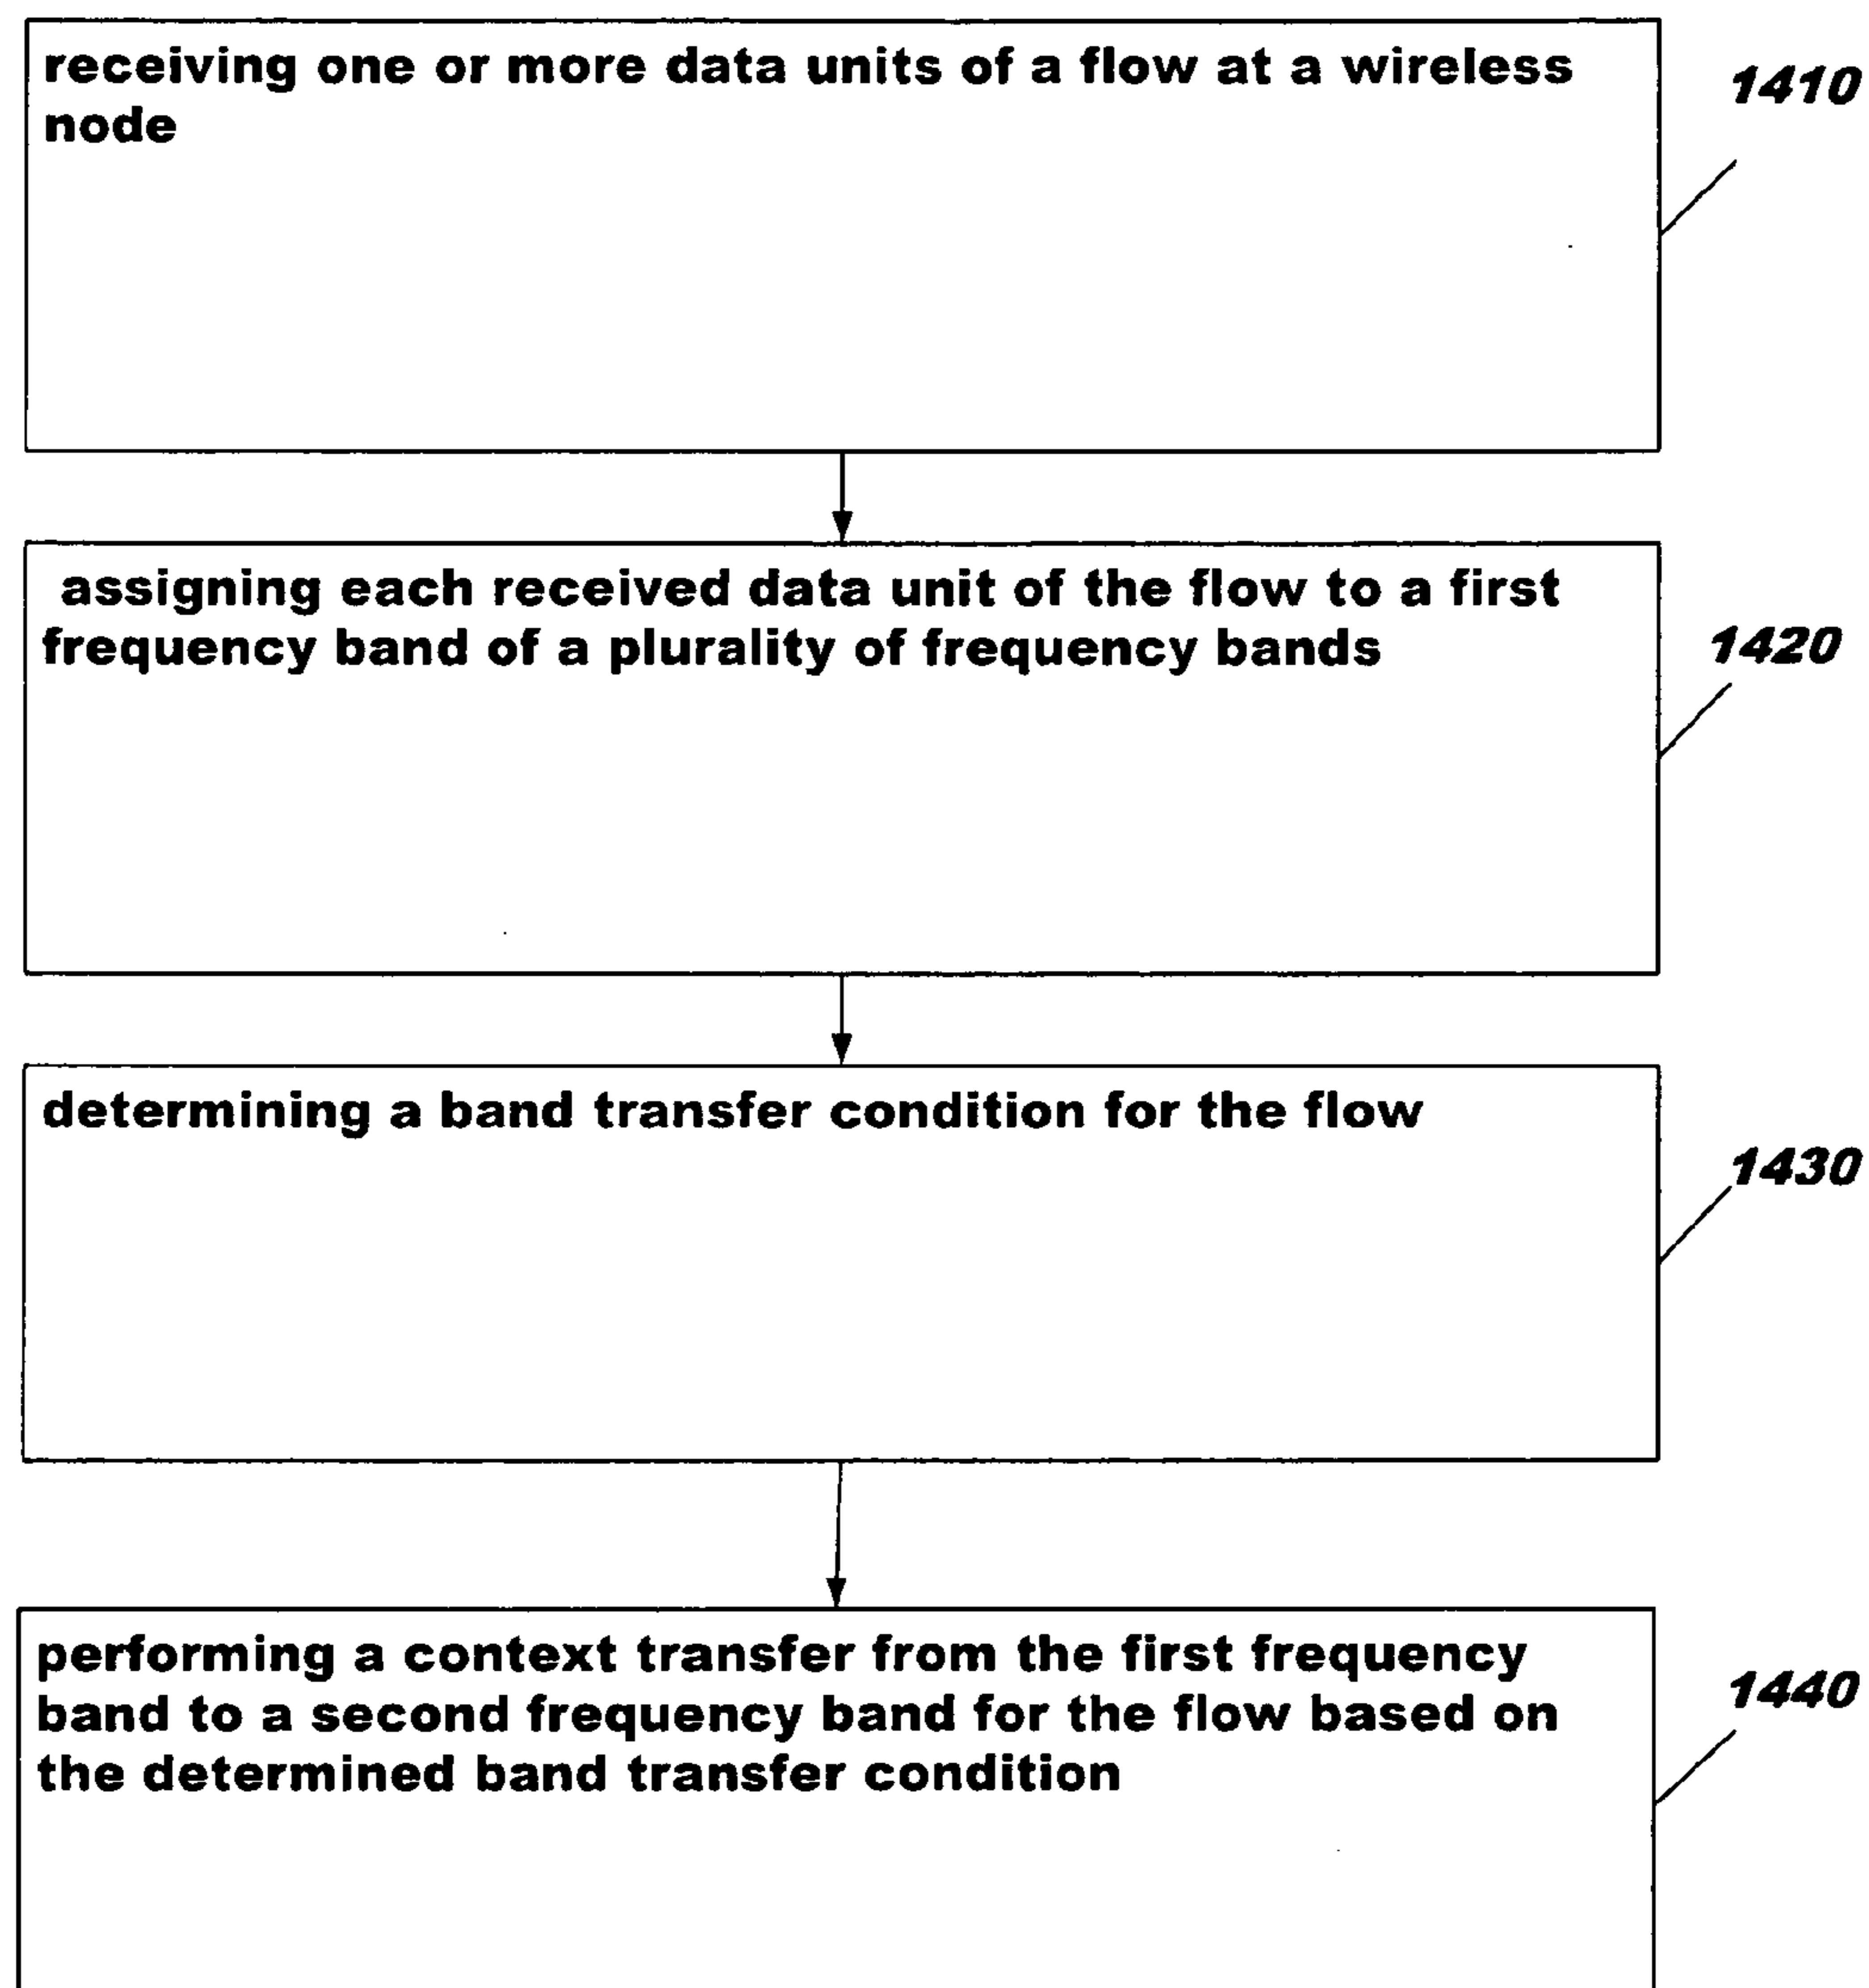 receiving one or more data units of a flow at a wireless
node
1410
assigning each received data unit of the flow to a first
frequency band of a plurality of frequency bands
1420
determining a band transfer condition for the flow
1430
performing a context transfer from the first frequency
band to a second frequency band for the flow based on
the determined band transfer condition
1440